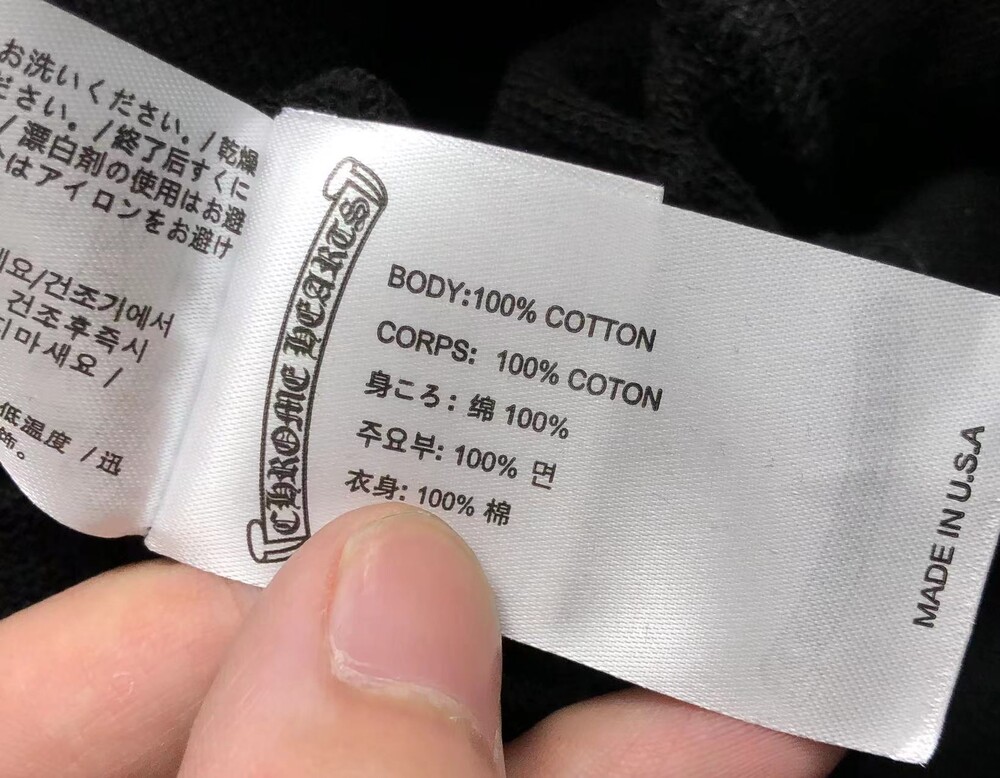 お洗いください。/乾燥
ださい。/終了后すぐに
/漂白剤の使用はお避
はアイロンをお避け
요/건조기에서
건조후즉시
마세요 /
低温度 /迅
饰。
CHROME HEARTS
BODY:100% COTTON
CORPS: 100% COTON
身ころ: 綿 100%
주요부: 100% 면
衣身: 100% 棉
MADE IN U.S.A